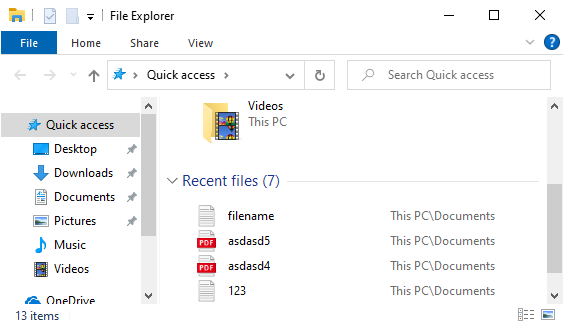 File Explorer
File Home Share View
Quick access
Search Quick access
Quick access
Desktop
Downloads
Documents
Pictures
Music
Videos
OneDrive
Videos
This PC
Recent files (7)
filename This PC\Documents
asdasd5 This PC\Documents
PDF
asdasd4 This PC\Documents
PDF
123 This PC\Documents
13 items